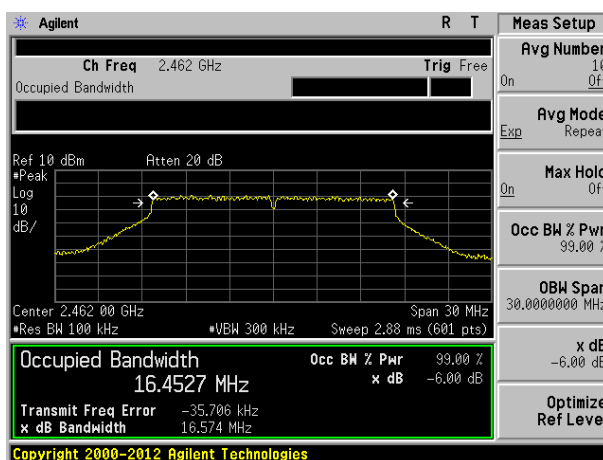 Agilent R T Meas Setup
Ch Freq 2.462 GHz Trig Free
Occupied Bandwidth
Avg Number
10
On Off
Avg Mode
Exp Repeat
Max Hold
On Off
Occ BW % Pwr
99.00 %
OBW Span
30.0000000 MHz
x dB
-6.00 dB
Optimize
Ref Level
Ref 10 dBm Atten 20 dB
#Peak
Log
10
dB/
Center 2.462 00 GHz Span 30 MHz
#Res BW 100 kHz #VBW 300 kHz Sweep 2.88 ms (601 pts)
Occupied Bandwidth Occ BW % Pwr 99.00 %
16.4527 MHz x dB -6.00 dB
Transmit Freq Error -35.706 kHz
x dB Bandwidth 16.574 MHz
Copyright 2000-2012 Agilent Technologies